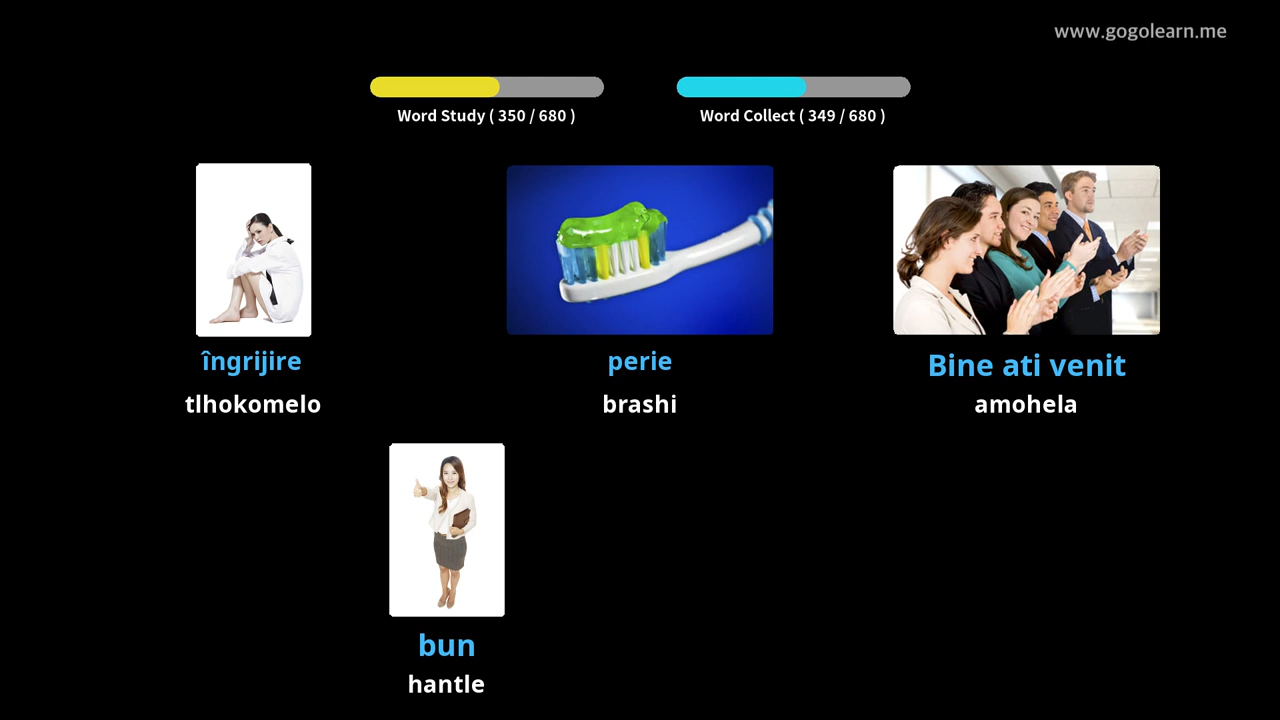 www.gogolearn.me
Word Study ( 350 / 680 )
Word Collect ( 349 / 680 )
îngrijire
tlhokomelo
perie
brashi
Bine ati venit
amohela
bun
hantle